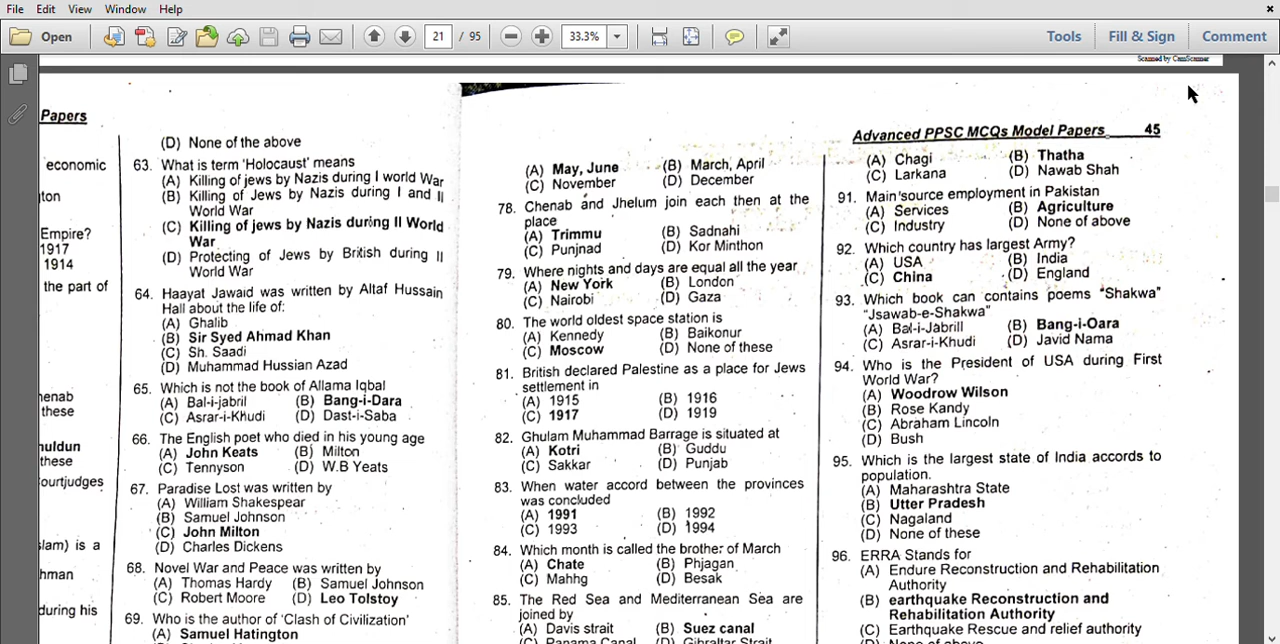 File Edit View Window Help
Open 21 / 95 33.3% Tools Fill & Sign Comment
Scanned by CamScanner
Papers
economic
ton
Empire?
1917
1914
the part of
henab
these
huldun
these
ourtjudges
slam) is a
hman
during his
(D) None of the above
63. What is term 'Holocaust' means
(A) Killing of jews by Nazis during I world War
(B) Killing of Jews by Nazis during I and II
World War
(C) Killing of jews by Nazis during II World
War
(D) Protecting of Jews by British during II
World War
64. Haayat Jawaid was written by Altaf Hussain
Hall about the life of:
(A) Ghalib
(B) Sir Syed Ahmad Khan
(C) Sh. Saadi
(D) Muhammad Hussian Azad
65. Which is not the book of Allama Iqbal
(A) Bal-i-jabril (B) Bang-i-Dara
(C) Asrar-i-Khudi (D) Dast-i-Saba
66. The English poet who died in his young age
(A) John Keats (B) Milton
(C) Tennyson (D) W.B Yeats
67. Paradise Lost was written by
(A) William Shakespear
(B) Samuel Johnson
(C) John Milton
(D) Charles Dickens
68. Novel War and Peace was written by
(A) Thomas Hardy (B) Samuel Johnson
(C) Robert Moore (D) Leo Tolstoy
69. Who is the author of 'Clash of Civilization'
(A) Samuel Hatington
(A) May, June (B) March, April
(C) November (D) December
78. Chenab and Jhelum join each then at the
place
(A) Trimmu (B) Sadnahi
(C) Punjnad (D) Kor Minthon
79. Where nights and days are equal all the year
(A) New York (B) London
(C) Nairobi (D) Gaza
80. The world oldest space station is
(A) Kennedy (B) Baikonur
(C) Moscow (D) None of these
81. British declared Palestine as a place for Jews
settlement in
(A) 1915 (B) 1916
(C) 1917 (D) 1919
82. Ghulam Muhammad Barrage is situated at
(A) Kotri (B) Guddu
(C) Sakkar (D) Punjab
83. When water accord between the provinces
was concluded
(A) 1991 (B) 1992
(C) 1993 (D) 1994
84. Which month is called the brother of March
(A) Chate (B) Phjagan
(C) Mahhg (D) Besak
85. The Red Sea and Mediterranean Sea are
joined by
(A) Davis strait (B) Suez canal
(C) Panama Canal (D) Gibraltar Strait
Advanced PPSC MCQs Model Papers 45
(A) Chagi (B) Thatha
(C) Larkana (D) Nawab Shah
91. Main source employment in Pakistan
(A) Services (B) Agriculture
(C) Industry (D) None of above
92. Which country has largest Army?
(A) USA (B) India
(C) China (D) England
93. Which book can contains poems "Shakwa"
"Jsawab-e-Shakwa"
(A) Bal-i-Jabrill (B) Bang-i-Oara
(C) Asrar-i-Khudi (D) Javid Nama
94. Who is the President of USA during First
World War?
(A) Woodrow Wilson
(B) Rose Kandy
(C) Abraham Lincoln
(D) Bush
95. Which is the largest state of India accords to
population.
(A) Maharashtra State
(B) Utter Pradesh
(C) Nagaland
(D) None of these
96. ERRA Stands for
(A) Endure Reconstruction and Rehabilitation
Authority
(B) earthquake Reconstruction and
Rehabilitation Authority
(C) Earthquake Rescue and relief authority
(D) None of above